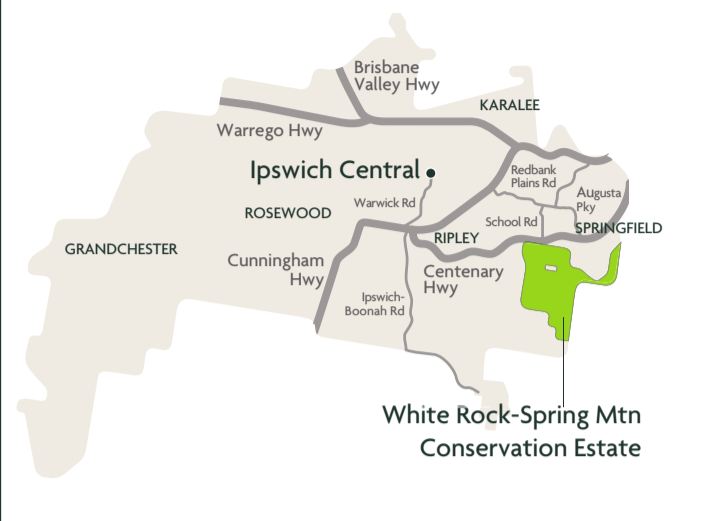 Brisbane
Valley Hwy
KARALEE
Warrego Hwy
Ipswich Central
Redbank
Plains Rd
Augusta
Pky
Warwick Rd
ROSEWOOD
School Rd
SPRINGFIELD
RIPLEY
GRANDCHESTER
Cunningham
Hwy
Centenary
Hwy
Ipswich-
Boonah Rd
White Rock-Spring Mtn
Conservation Estate